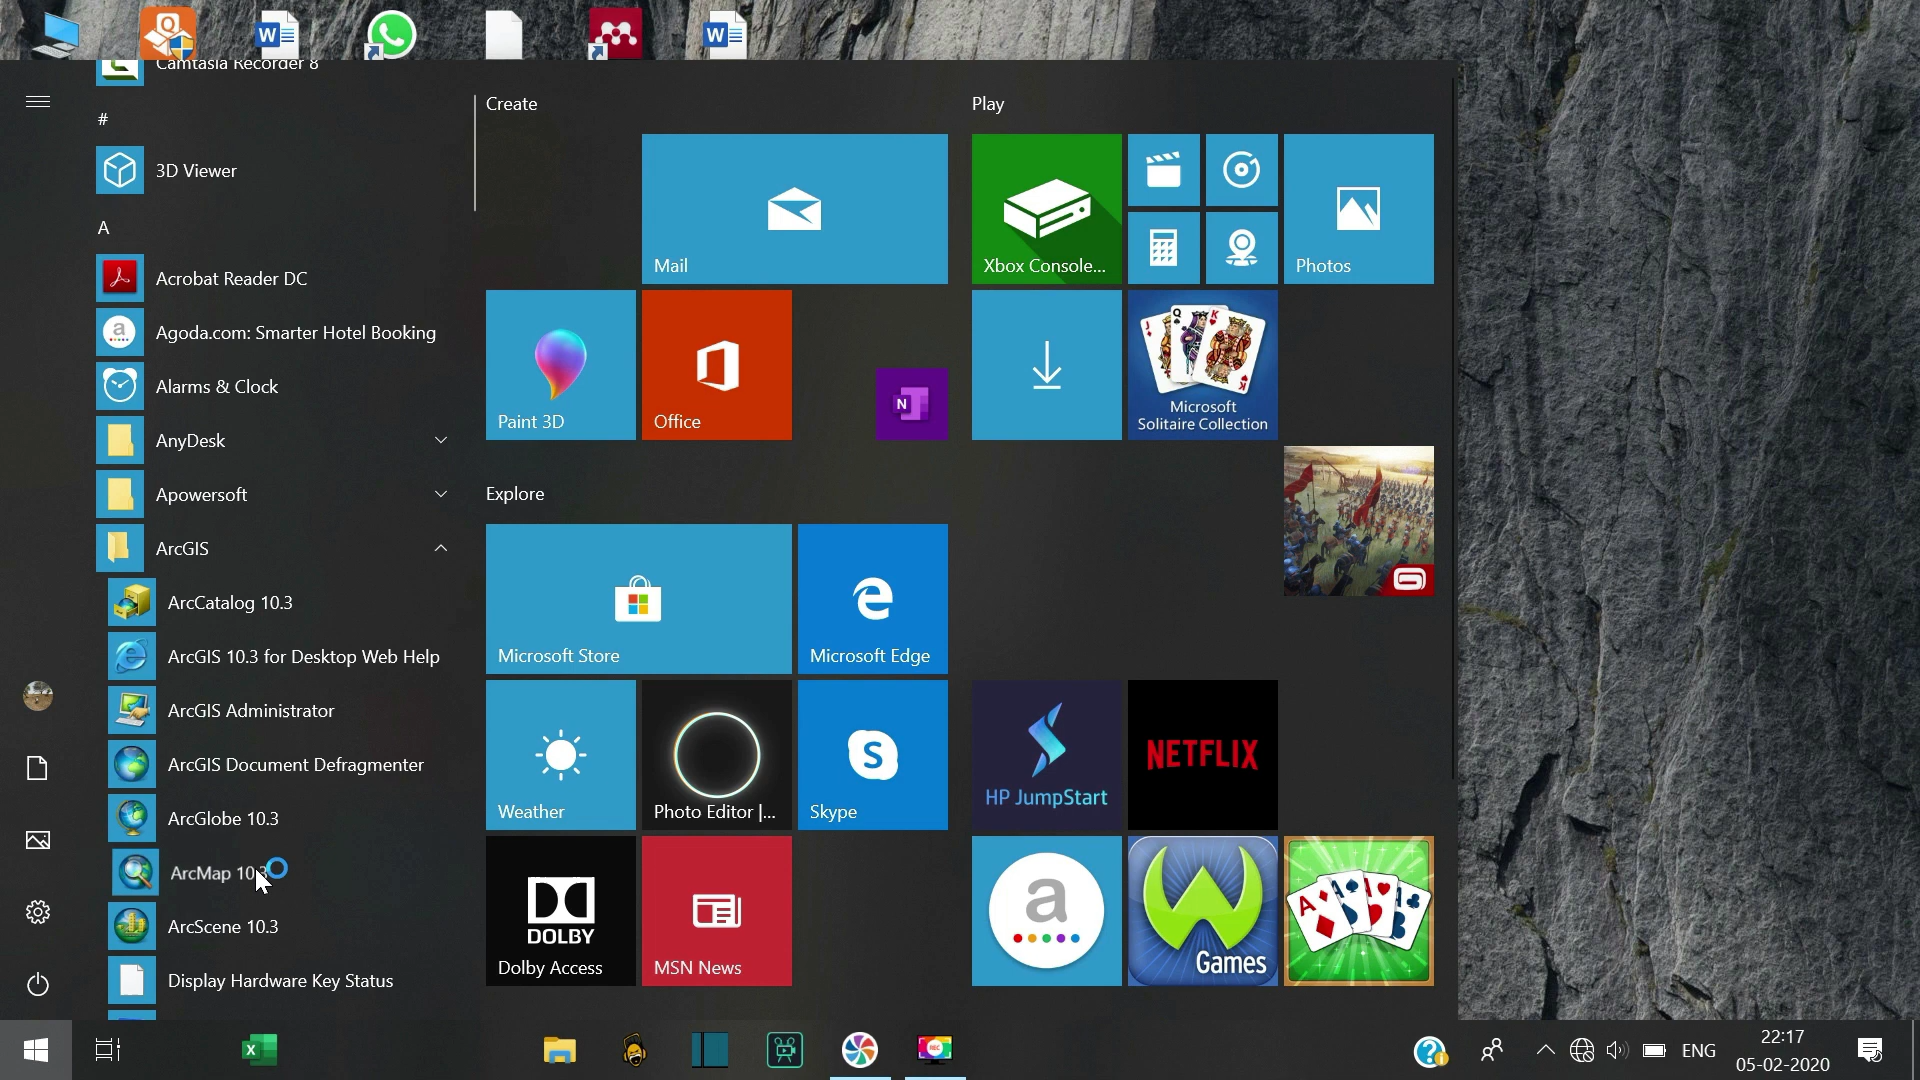 Camtasia Recorder 8
#
3D Viewer
A
Acrobat Reader DC
Agoda.com: Smarter Hotel Booking
Alarms & Clock
AnyDesk
Apowersoft
ArcGIS
ArcCatalog 10.3
ArcGIS 10.3 for Desktop Web Help
ArcGIS Administrator
ArcGIS Document Defragmenter
ArcGlobe 10.3
ArcMap 10.3
ArcScene 10.3
Display Hardware Key Status
Create
Mail
Paint 3D
Office
N
Explore
Microsoft Store
Microsoft Edge
Weather
Photo Editor |...
Skype
S
DOLBY
Dolby Access
MSN News
Play
Xbox Console...
Photos
J
Q
K
K
Microsoft
Solitaire Collection
HP JumpStart
NETFLIX
a
Games
A
A
A
A
W
W
a
X
REC
ENG
22:17
05-02-2020